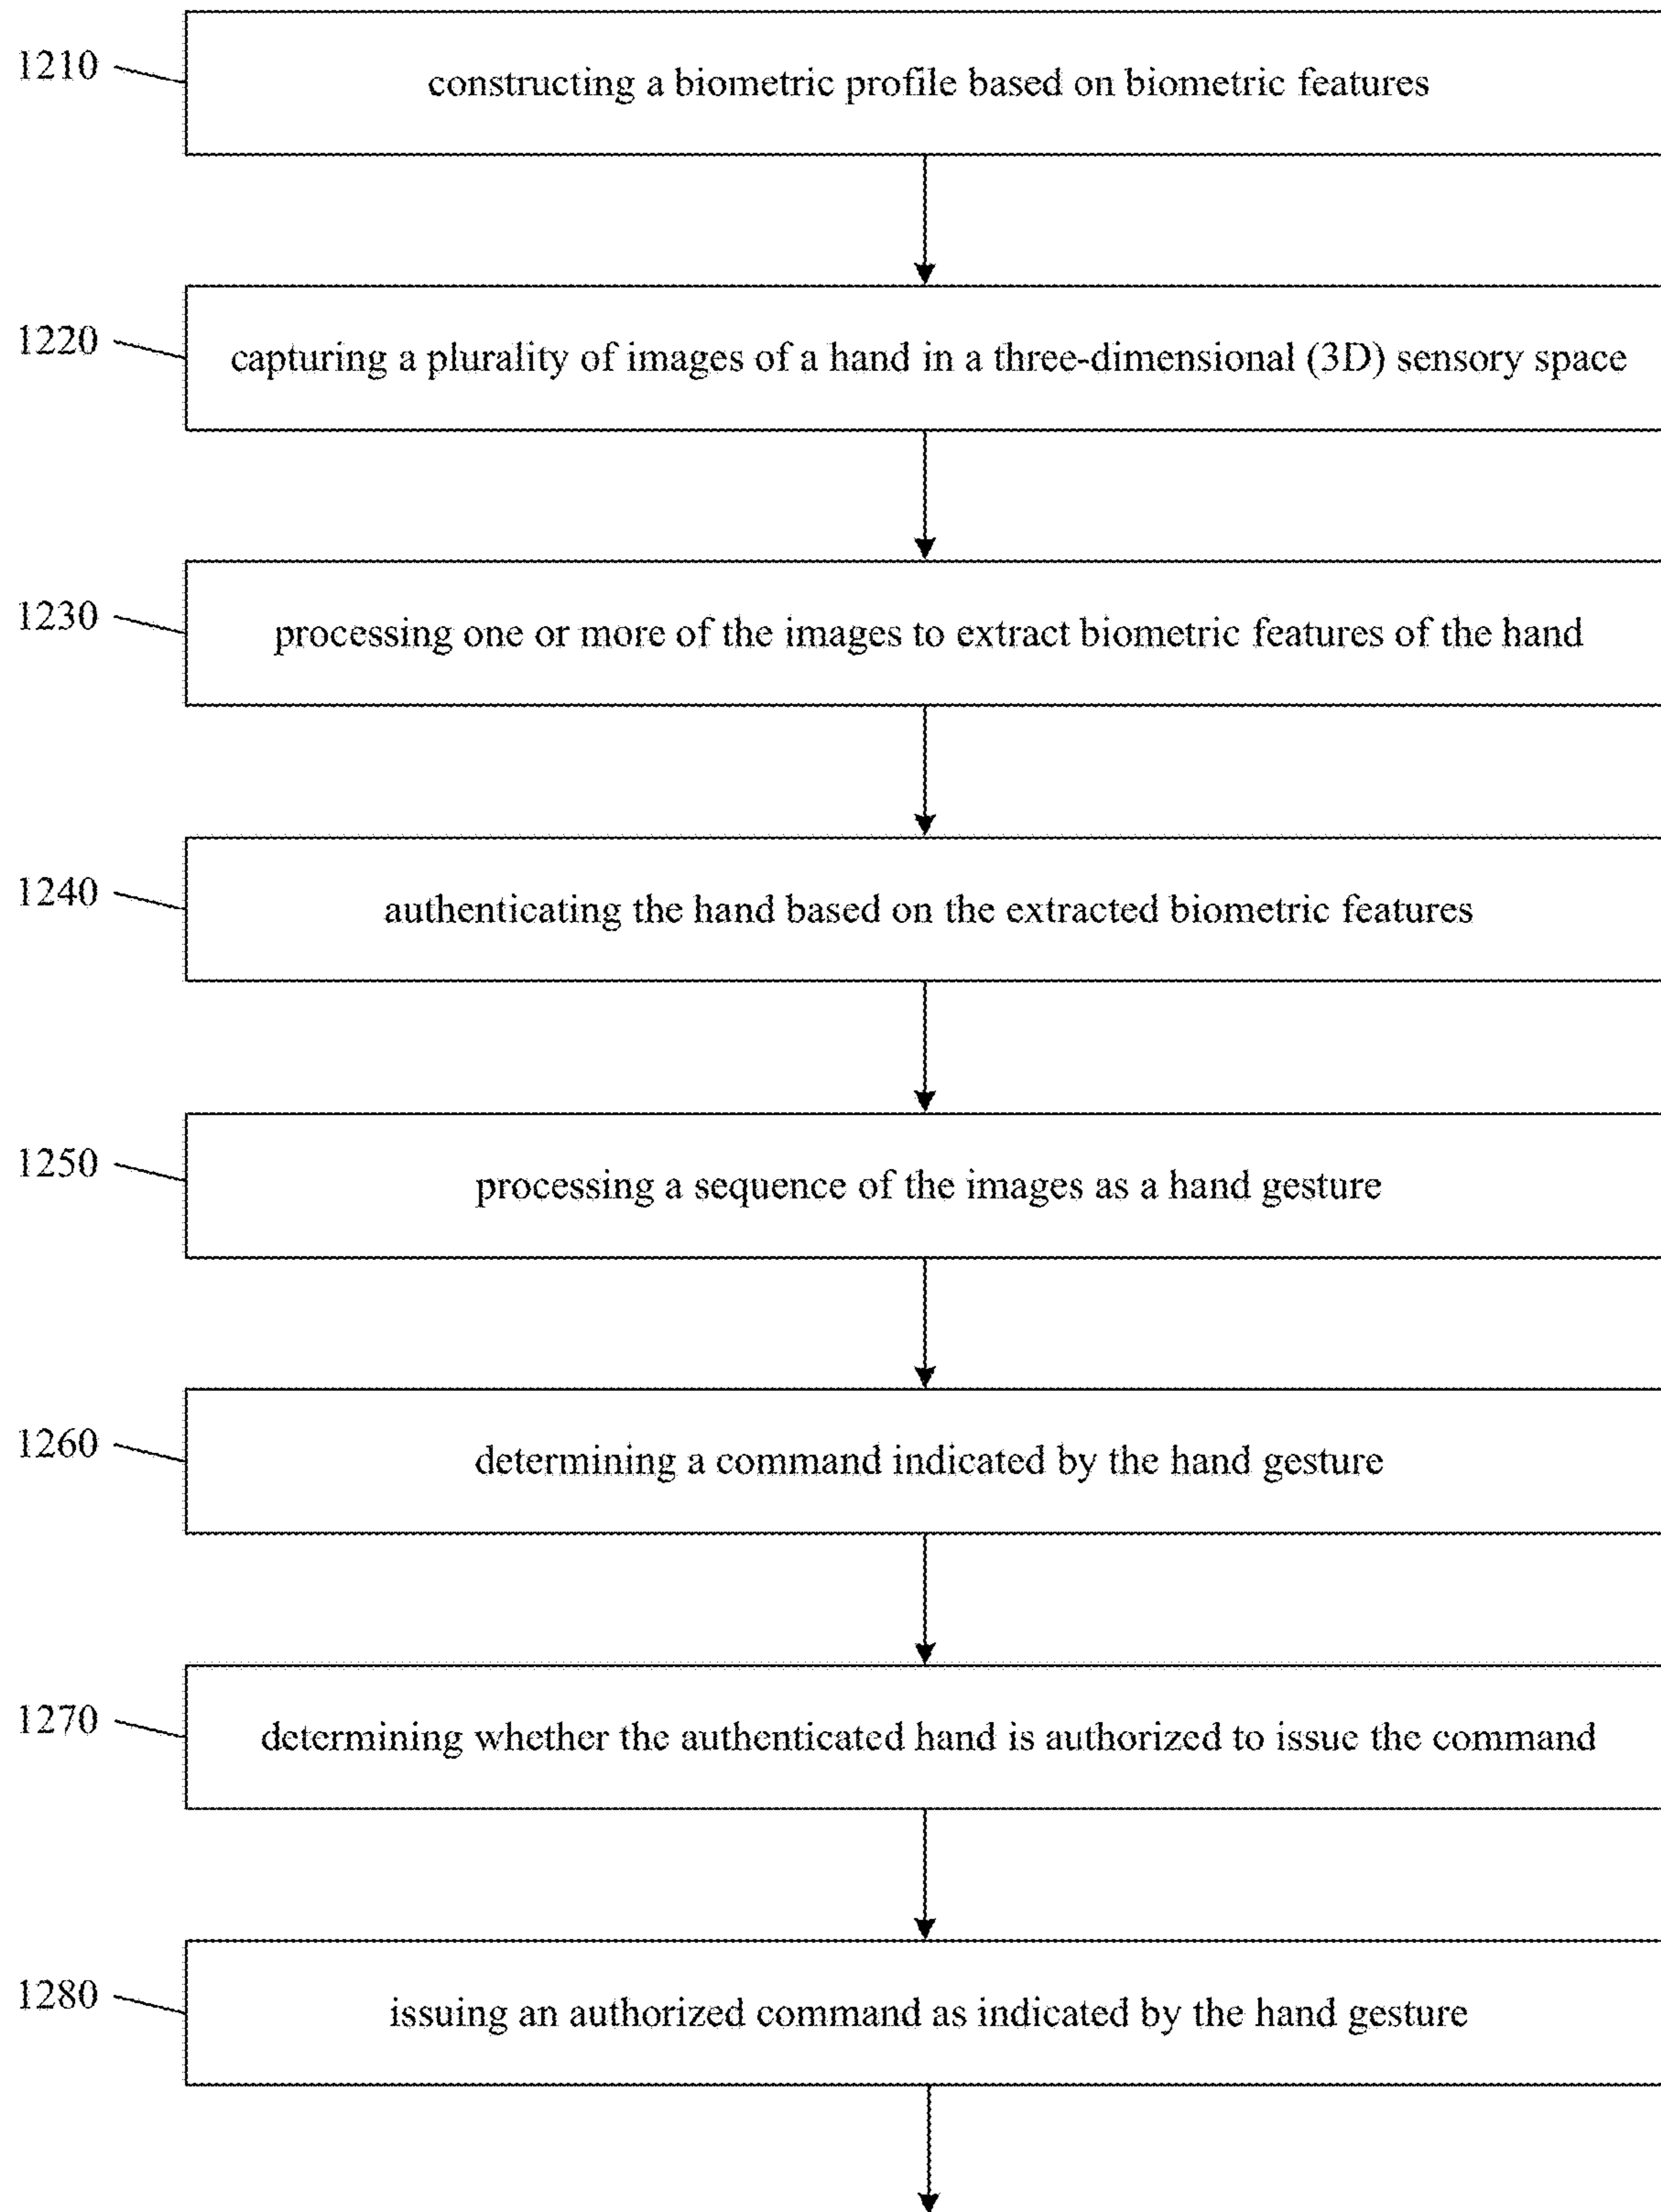 1210
constructing a biometric profile based on biometric features
1220
capturing a plurality of images of a hand in a three-dimensional (3D) sensory space
1230
processing one or more of the images to extract biometric features of the hand
1240
authenticating the hand based on the extracted biometric features
1250
processing a sequence of the images as a hand gesture
1260
determining a command indicated by the hand gesture
1270
determining whether the authenticated hand is authorized to issue the command
1280
issuing an authorized command as indicated by the hand gesture